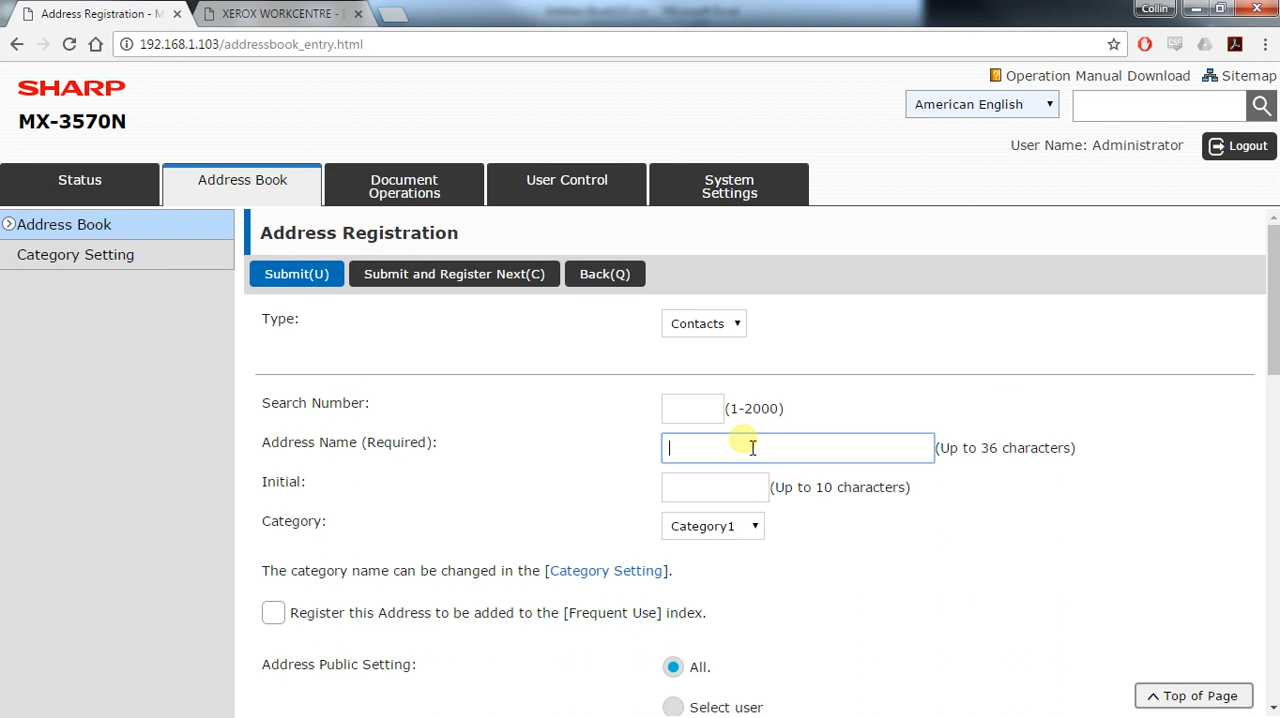 Address Registration - M
XEROX WORKCENTRE - E
Collin
192.168.1.103/addressbook_entry.html
SHARP
MX-3570N
Operation Manual Download
Sitemap
American English
User Name: Administrator
Logout
Status
Address Book
Document
Operations
User Control
System
Settings
Address Book
Category Setting
Address Registration
Submit(U)
Submit and Register Next(C)
Back(Q)
Type:
Contacts
Search Number:
(1-2000)
Address Name (Required):
(Up to 36 characters)
Initial:
(Up to 10 characters)
Category:
Category1
The category name can be changed in the [Category Setting].
Register this Address to be added to the [Frequent Use] index.
Address Public Setting:
All.
Select user
Top of Page